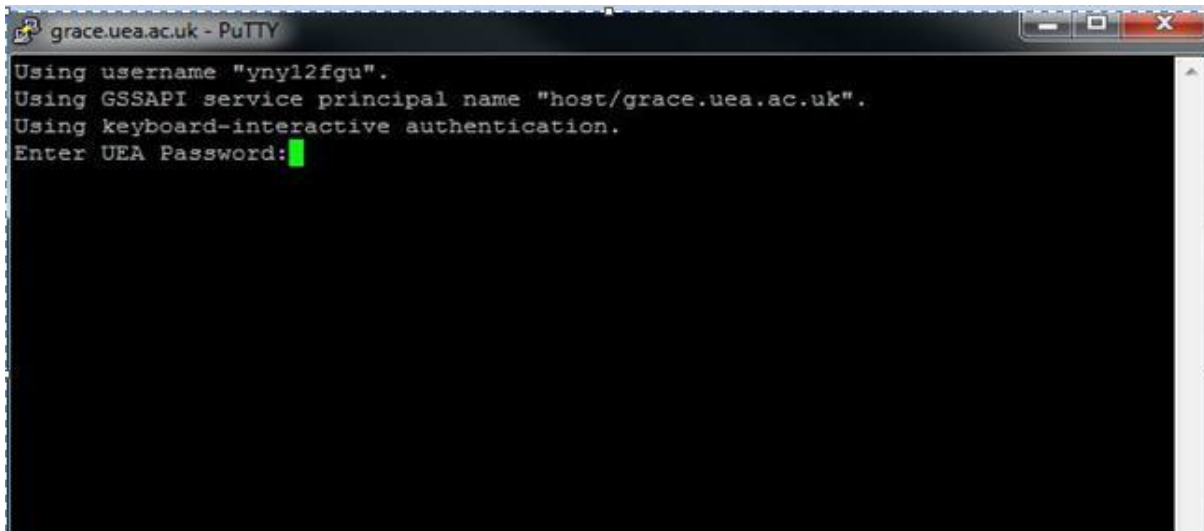 grace.uea.ac.uk - PuTTY
Using username "yny12fgu".
Using GSSAPI service principal name "host/grace.uea.ac.uk".
Using keyboard-interactive authentication.
Enter UEA Password: